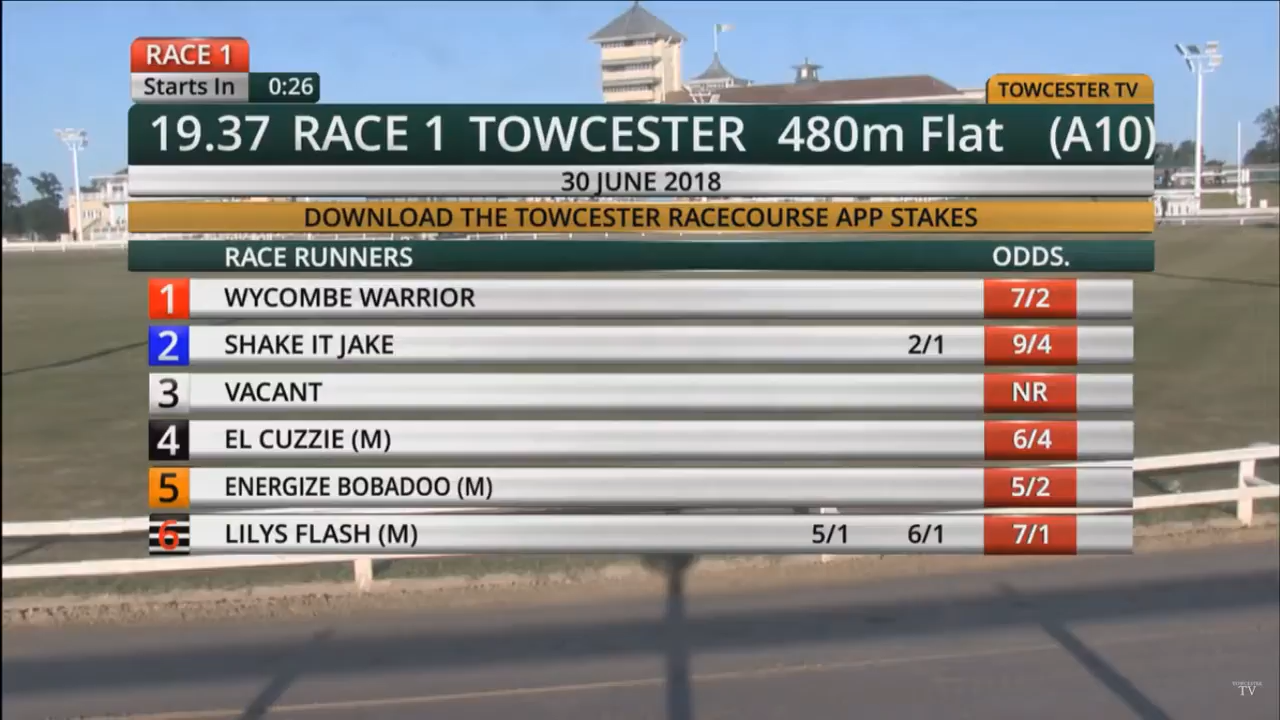 RACE 1
Starts In 0:26
TOWCESTER TV
19.37 RACE 1 TOWCESTER 480m Flat (A10)
30 JUNE 2018
DOWNLOAD THE TOWCESTER RACECOURSE APP STAKES
RACE RUNNERS ODDS.
1 WYCOMBE WARRIOR 7/2
2 SHAKE IT JAKE 2/1 9/4
3 VACANT NR
4 EL CUZZIE (M) 6/4
5 ENERGIZE BOBADOO (M) 5/2
6 LILYS FLASH (M) 5/1 6/1 7/1
TOWCESTER
TV